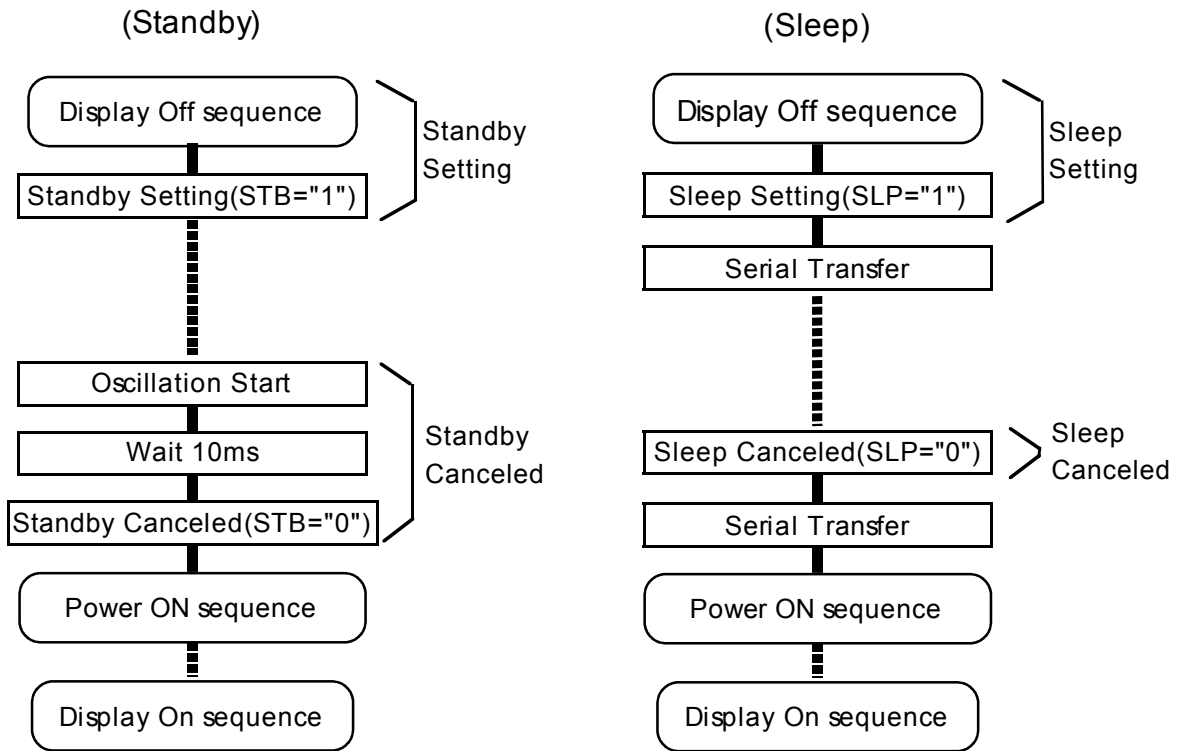 (Standby)
Display Off sequence
Standby
Setting
Standby Setting(STB="1")
Oscillation Start
Wait 10ms
Standby
Canceled
Standby Canceled(STB="0")
Power ON sequence
Display On sequence
(Sleep)
Display Off sequence
Sleep
Setting
Sleep Setting(SLP="1")
Serial Transfer
Sleep Canceled(SLP="0")
Sleep
Canceled
Serial Transfer
Power ON sequence
Display On sequence